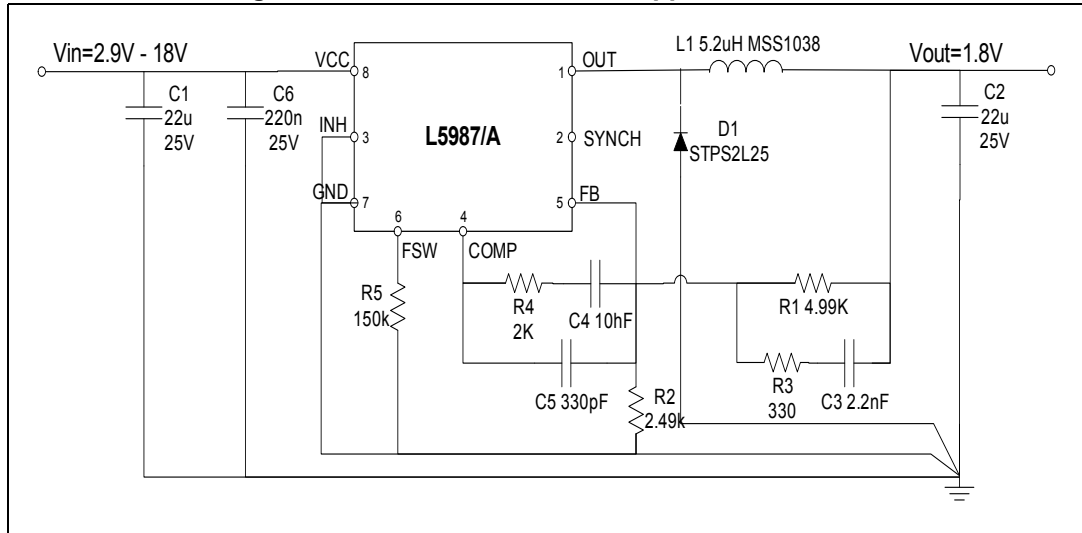 Vin=2.9V - 18V
C1
22u
25V
C6
220n
25V
VCC
8
INH
3
GND
7
L5987/A
6
FSW
4
COMP
1
OUT
2
SYNCH
5
FB
L1 5.2uH MSS1038
Vout=1.8V
C2
22u
25V
D1
STPS2L25
R5
150k
R4
2K
C4 10hF
C5 330pF
R2
2.49k
R1 4.99K
R3
330
C3 2.2nF